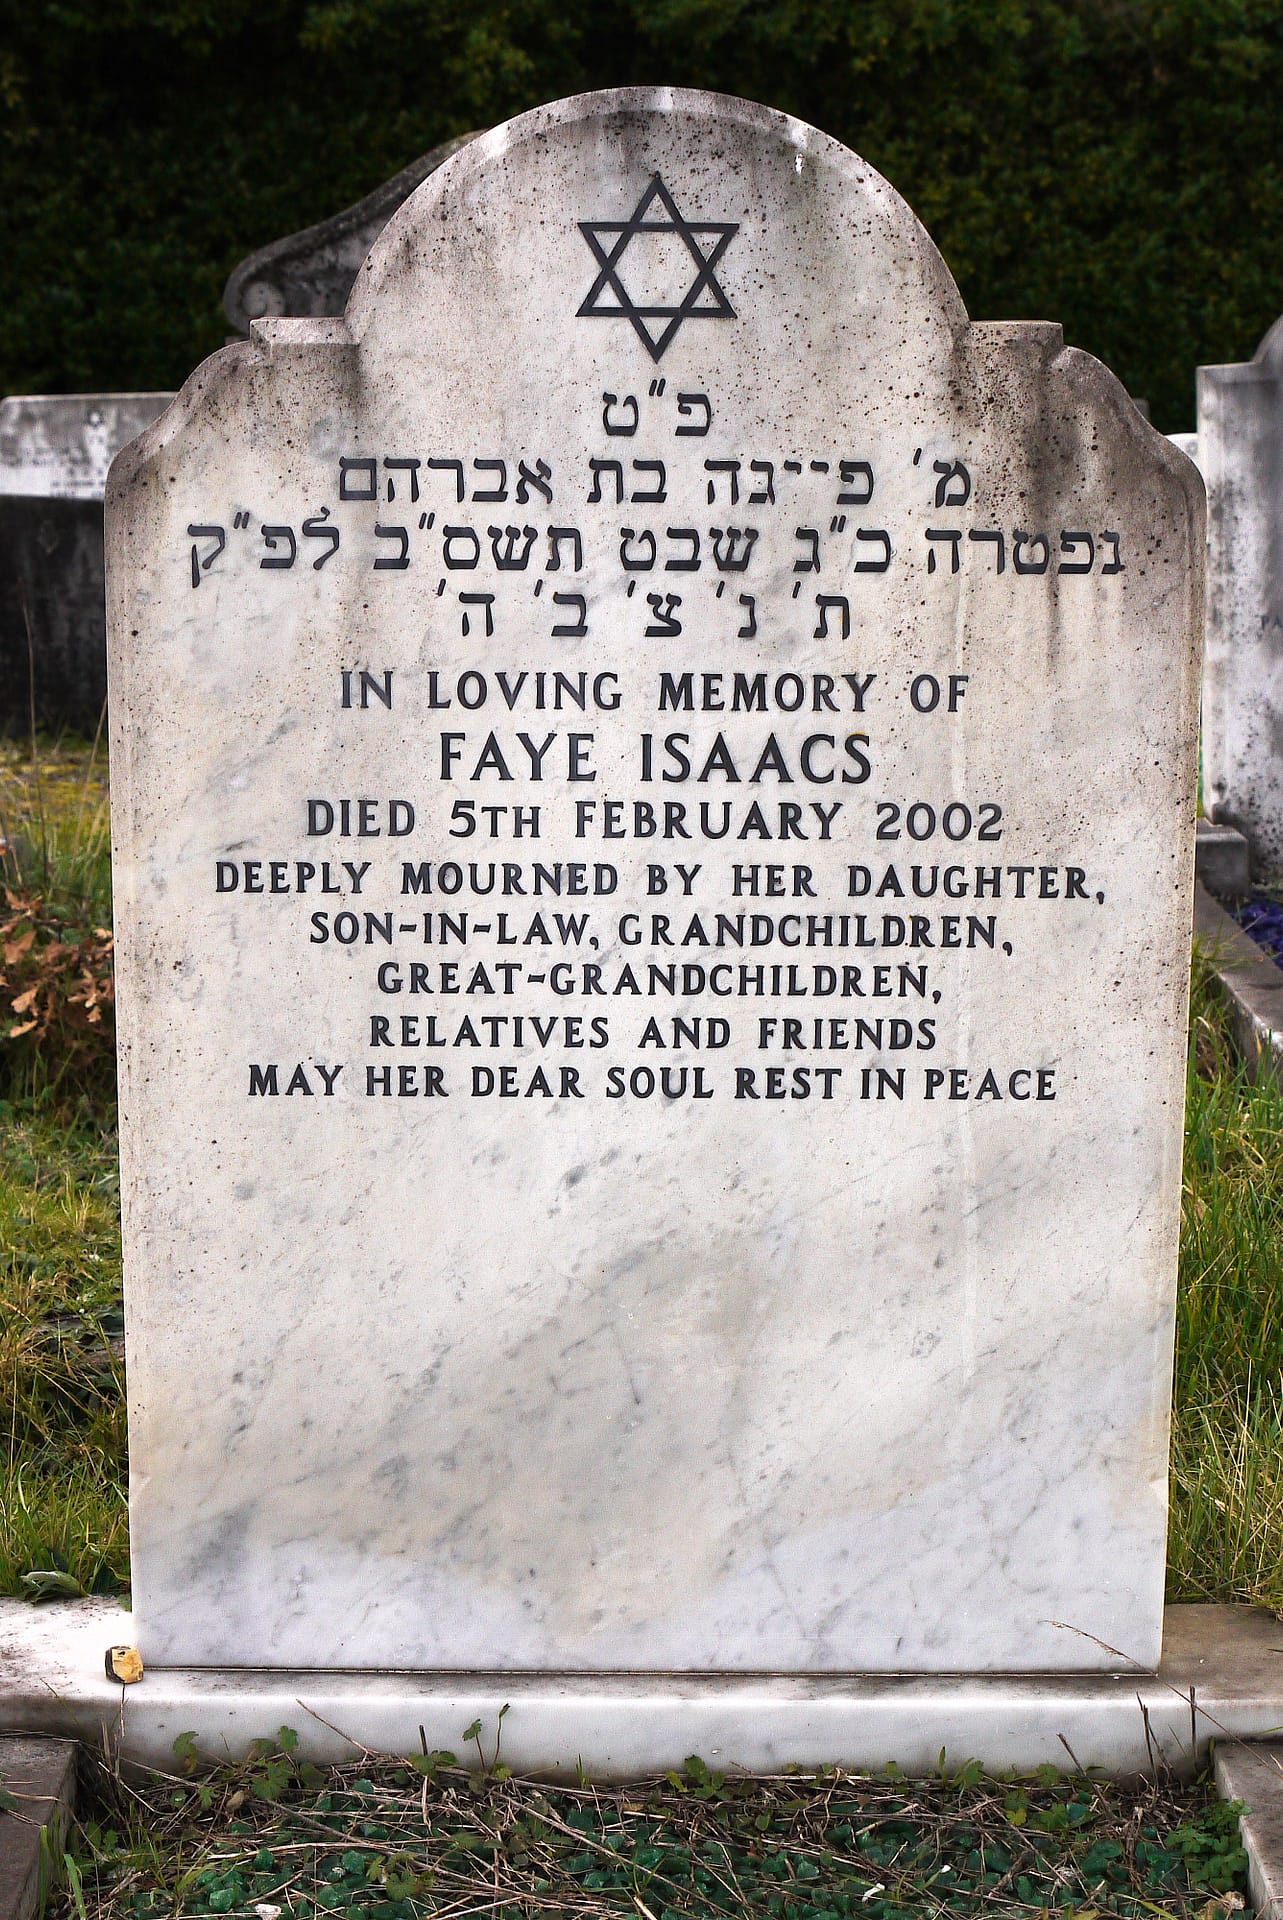 פ"ט
מ' פייגה בת אברהם
נפטרה כ"ג שבט תשס"ב לפ"ק
ת' נ' צ' ב' ה'
IN LOVING MEMORY OF
FAYE ISAACS
DIED 5TH FEBRUARY 2002
DEEPLY MOURNED BY HER DAUGHTER,
SON-IN-LAW, GRANDCHILDREN,
GREAT-GRANDCHILDREN,
RELATIVES AND FRIENDS
MAY HER DEAR SOUL REST IN PEACE